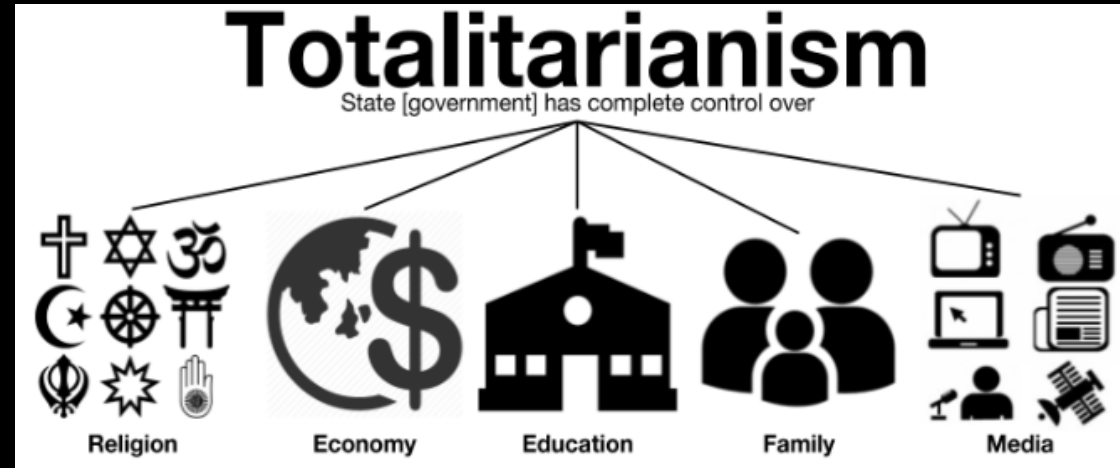 Totalitarianism
State [government] has complete control over
Religion
Economy
Education
Family
Media